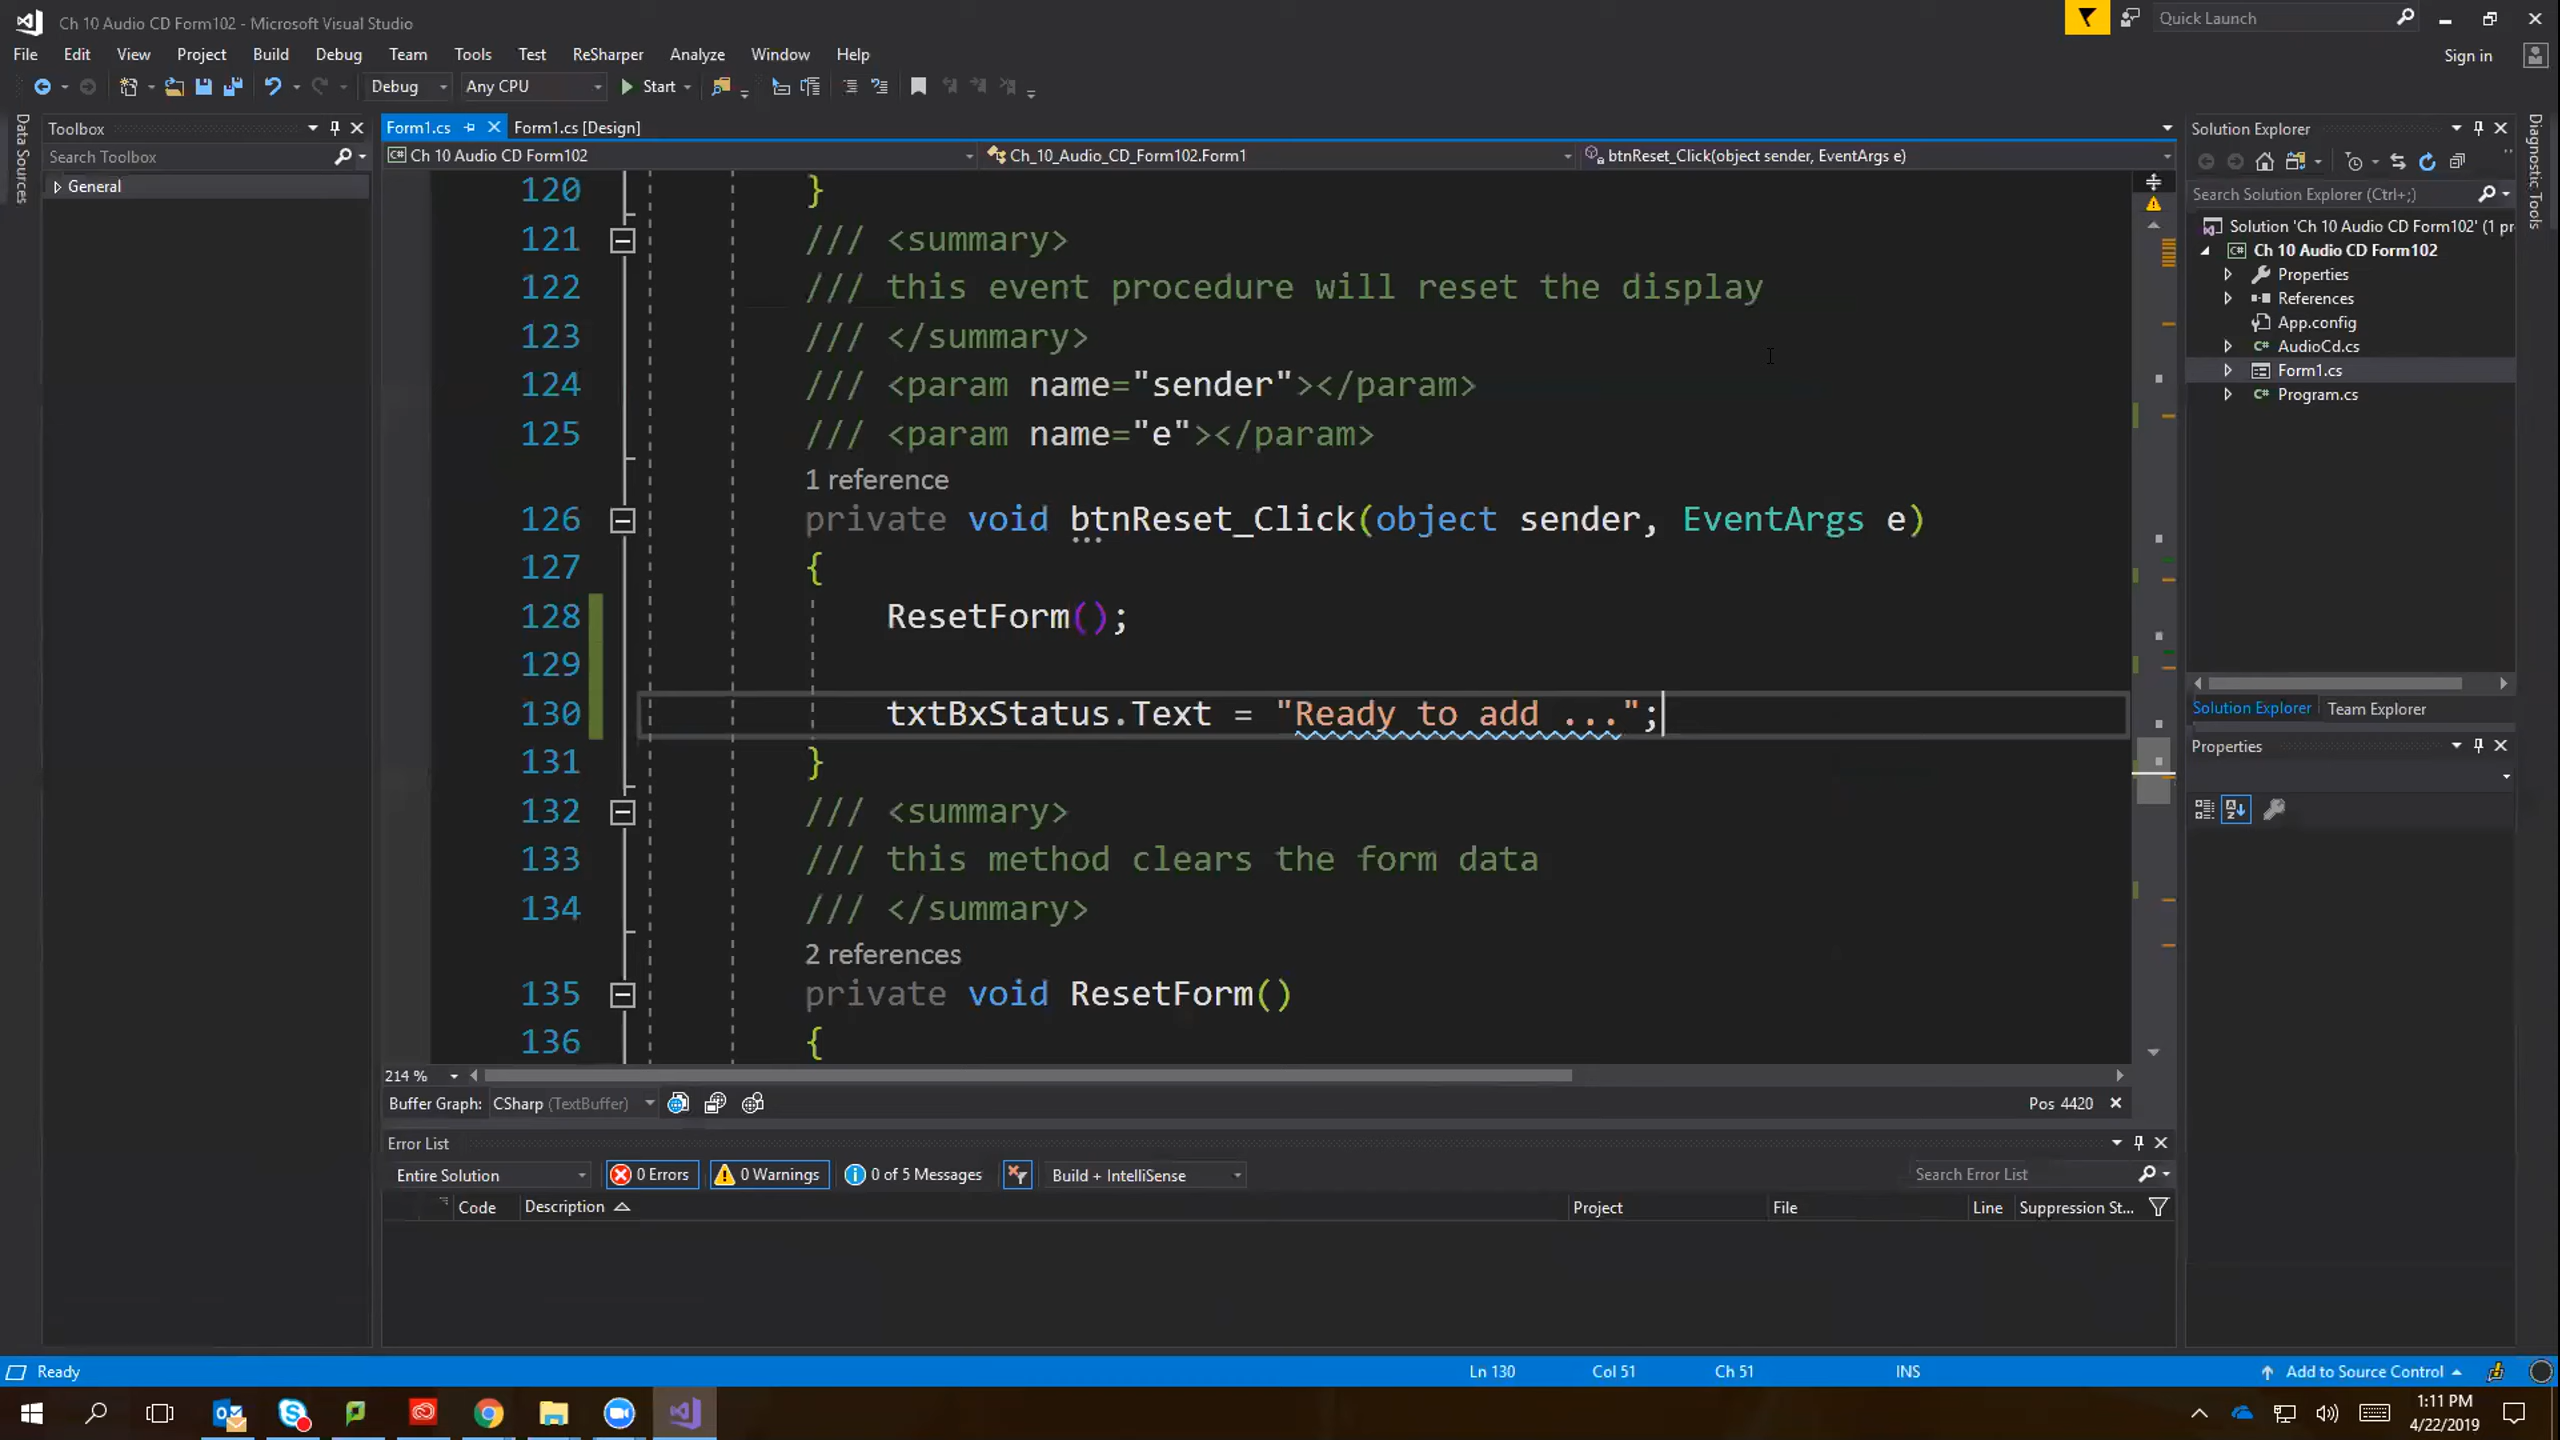 Ch 10 Audio CD Form102 - Microsoft Visual Studio
Quick Launch
File Edit View Project Build Debug Team Tools Test ReSharper Analyze Window Help
Sign in
Debug Any CPU Start
Data Sources
Toolbox
Search Toolbox
General
Form1.cs Form1.cs [Design]
Ch 10 Audio CD Form102 Ch_10_Audio_CD_Form102.Form1 btnReset_Click(object sender, EventArgs e)
120 }
121 /// <summary>
122 /// this event procedure will reset the display
123 /// </summary>
124 /// <param name="sender"></param>
125 /// <param name="e"></param>
1 reference
126 private void btnReset_Click(object sender, EventArgs e)
127 {
128 ResetForm();
129
130 txtBxStatus.Text = "Ready to add ...";
131 }
132 /// <summary>
133 /// this method clears the form data
134 /// </summary>
2 references
135 private void ResetForm()
136 {
214 %
Buffer Graph: CSharp (TextBuffer) Pos 4420
Error List
Entire Solution 0 Errors 0 Warnings 0 of 5 Messages Build + IntelliSense Search Error List
Code Description Project File Line Suppression St...
Solution Explorer
Search Solution Explorer (Ctrl+;)
Solution 'Ch 10 Audio CD Form102' (1 pr
Ch 10 Audio CD Form102
Properties
References
App.config
AudioCd.cs
Form1.cs
Program.cs
Solution Explorer Team Explorer
Properties
Diagnostic Tools
Ready Ln 130 Col 51 Ch 51 INS Add to Source Control
1:11 PM
4/22/2019